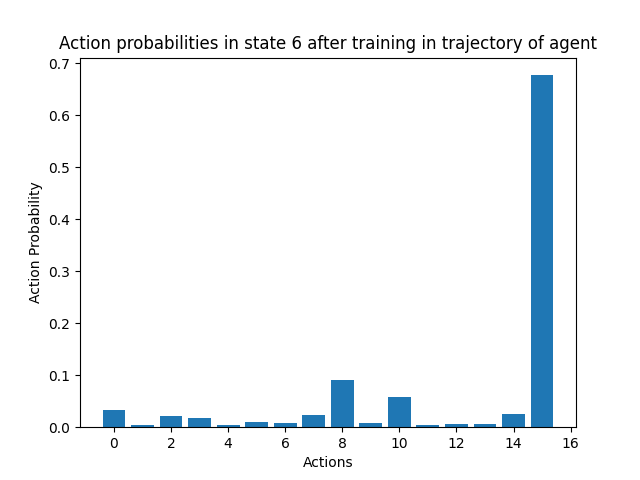 Action probabilities in state 6 after training in trajectory of agent
0.7
0.6
0.5
0.4
0.3
0.2
0.1
0.0
Action Probability
0 2 4 6 8 10 12 14 16
Actions